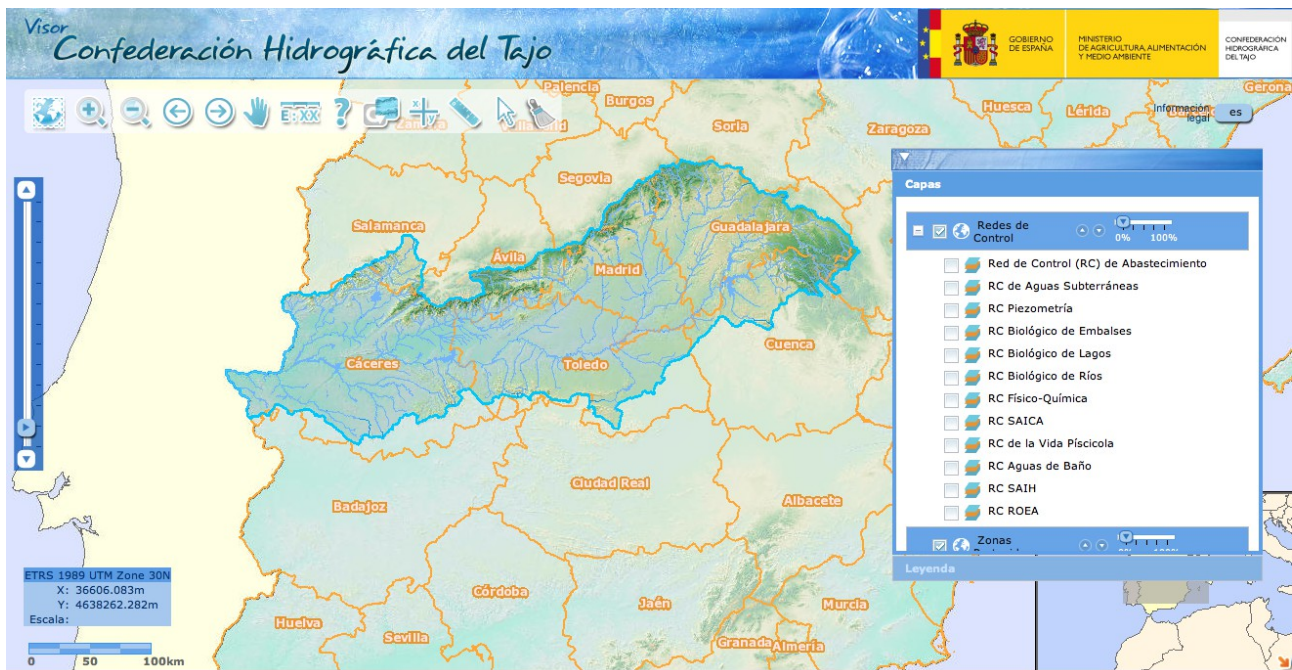 Visor
Confederación Hidrográfica del Tajo
GOBIERNO
DE ESPAÑA
MINISTERIO
DE AGRICULTURA, ALIMENTACIÓN
Y MEDIO AMBIENTE
CONFEDERACIÓN
HIDROGRÁFICA
DEL TAJO
Palencia
Burgos
Soria
Zaragoza
Huesca
Lérida
Gerona
Información
legal
es
E: XX
?
x
y
Segovia
Salamanca
Ávila
Guadalajara
Madrid
Cáceres
Toledo
Cuenca
Ciudad Real
Badajoz
Albacete
Córdoba
Jaén
Murcia
Huelva
Sevilla
Granada
Almería
Capas
Redes de
Control
0% 100%
Red de Control (RC) de Abastecimiento
RC de Aguas Subterráneas
RC Piezometría
RC Biológico de Embalses
RC Biológico de Lagos
RC Biológico de Ríos
RC Físico-Química
RC SAICA
RC de la Vida Píscicola
RC Aguas de Baño
RC SAIH
RC ROEA
Zonas
Leyenda
ETRS 1989 UTM Zone 30N
X: 36606.083m
Y: 4638262.282m
Escala:
0 50 100km